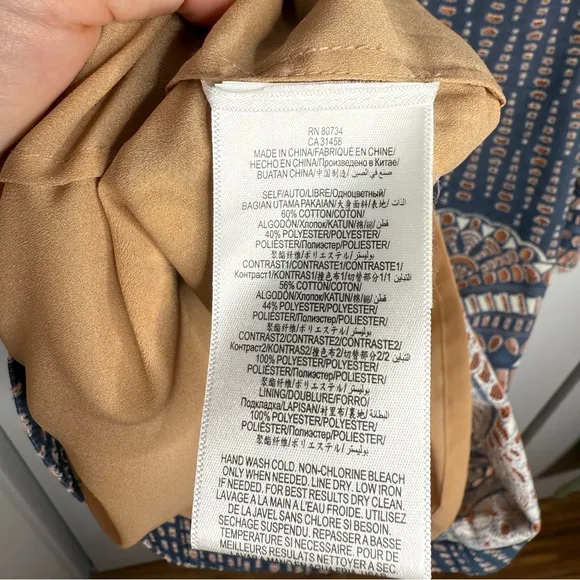 RN 80734
CA 31458
MADE IN CHINA/FABRIQUÉ EN CHINE/
HECHO EN CHINA/Произведено в Китае/
BUATAN CHINA/中国制造/ صنع في الصين
SELF/AUTO/LIBRE/Одноцветный/
BAGIAN UTAMA PAKAIAN/大身面料/表地/ الذات
60% COTTON/COTON/
ALGODÓN/Хлопок/KATUN/棉/綿/ قطن
40% POLYESTER/POLYESTER/
POLIÉSTER/Полиэстер/POLIESTER/
聚酯纤维/ポリエステル/ بوليستر
CONTRAST1/CONTRASTE1/CONTRASTE1/
Контраст1/KONTRAS1/撞色布1/切替部分1/ التباين 1
56% COTTON/COTON/
ALGODÓN/Хлопок/KATUN/棉/綿/ قطن
44% POLYESTER/POLYESTER/
POLIÉSTER/Полиэстер/POLIESTER/
聚酯纤维/ポリエステル/ بوليستر
CONTRAST2/CONTRASTE2/CONTRASTE2/
Контраст2/KONTRAS2/撞色布2/切替部分2/ التباين 2
100% POLYESTER/POLYESTER/
POLIÉSTER/Полиэстер/POLIESTER/
聚酯纤维/ポリエステル/ بوليستر
LINING/DOUBLURE/FORRO/
Подкладка/LAPISAN/村里布/裏地/ البطانة
100% POLYESTER/POLYESTER/
POLIÉSTER/Полиэстер/POLIESTER/
聚酯纤维/ポリエステル/ بوليستر
HAND WASH COLD. NON-CHLORINE BLEACH
ONLY WHEN NEEDED. LINE DRY. LOW IRON
IF NEEDED. FOR BEST RESULTS DRY CLEAN.
LAVAGE A LA MAIN A L'EAU FROIDE. UTILISEZ
DE LA JAVEL SANS CHLORE SI BESOIN.
SECHAGE SUSPENDU. REPASSER A BASSE
TEMPERATURE SI NECESSAIRE. POUR DE
MEILLEURS RESULTATS NETTOYER A SEC